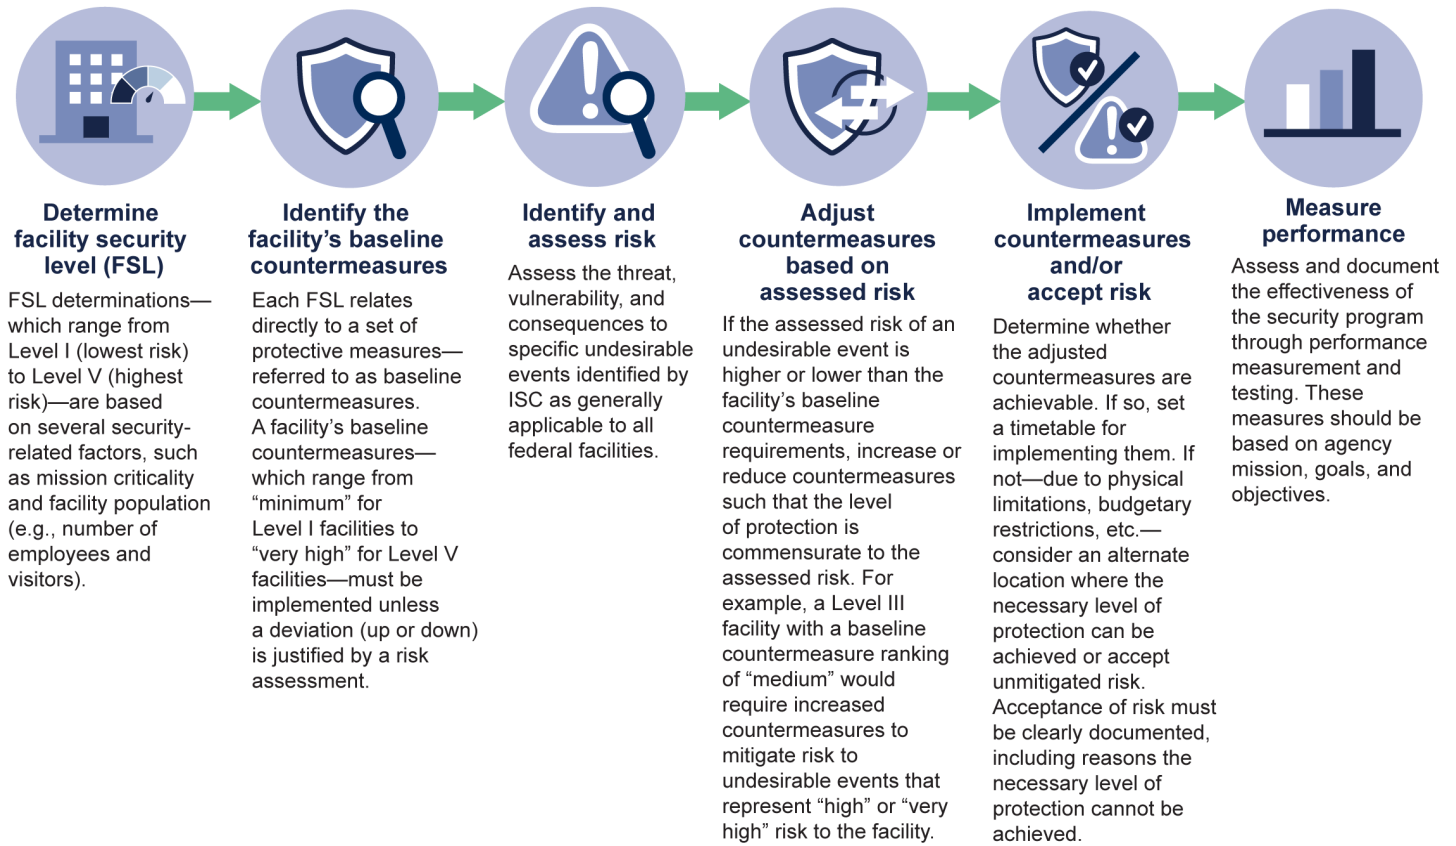 Determine
facility security
level (FSL)
FSL determinations—
which range from
Level I (lowest risk)
to Level V (highest
risk)—are based
on several security-
related factors, such
as mission criticality
and facility population
(e.g., number of
employees and
visitors).
Identify the
facility’s baseline
countermeasures
Each FSL relates
directly to a set of
protective measures—
referred to as baseline
countermeasures.
A facility’s baseline
countermeasures—
which range from
“minimum” for
Level I facilities to
“very high” for Level V
facilities—must be
implemented unless
a deviation (up or down)
is justified by a risk
assessment.
Identify and
assess risk
Assess the threat,
vulnerability, and
consequences to
specific undesirable
events identified by
ISC as generally
applicable to all
federal facilities.
Adjust
countermeasures
based on
assessed risk
If the assessed risk of an
undesirable event is
higher or lower than the
facility’s baseline
countermeasure
requirements, increase or
reduce countermeasures
such that the level
of protection is
commensurate to the
assessed risk. For
example, a Level III
facility with a baseline
countermeasure ranking
of “medium” would
require increased
countermeasures to
mitigate risk to
undesirable events that
represent “high” or “very
high” risk to the facility.
Implement
countermeasures
and/or
accept risk
Determine whether
the adjusted
countermeasures are
achievable. If so, set
a timetable for
implementing them. If
not—due to physical
limitations, budgetary
restrictions, etc.—
consider an alternate
location where the
necessary level of
protection can be
achieved or accept
unmitigated risk.
Acceptance of risk must
be clearly documented,
including reasons the
necessary level of
protection cannot be
achieved.
Measure
performance
Assess and document
the effectiveness of
the security program
through performance
measurement and
testing. These
measures should be
based on agency
mission, goals, and
objectives.